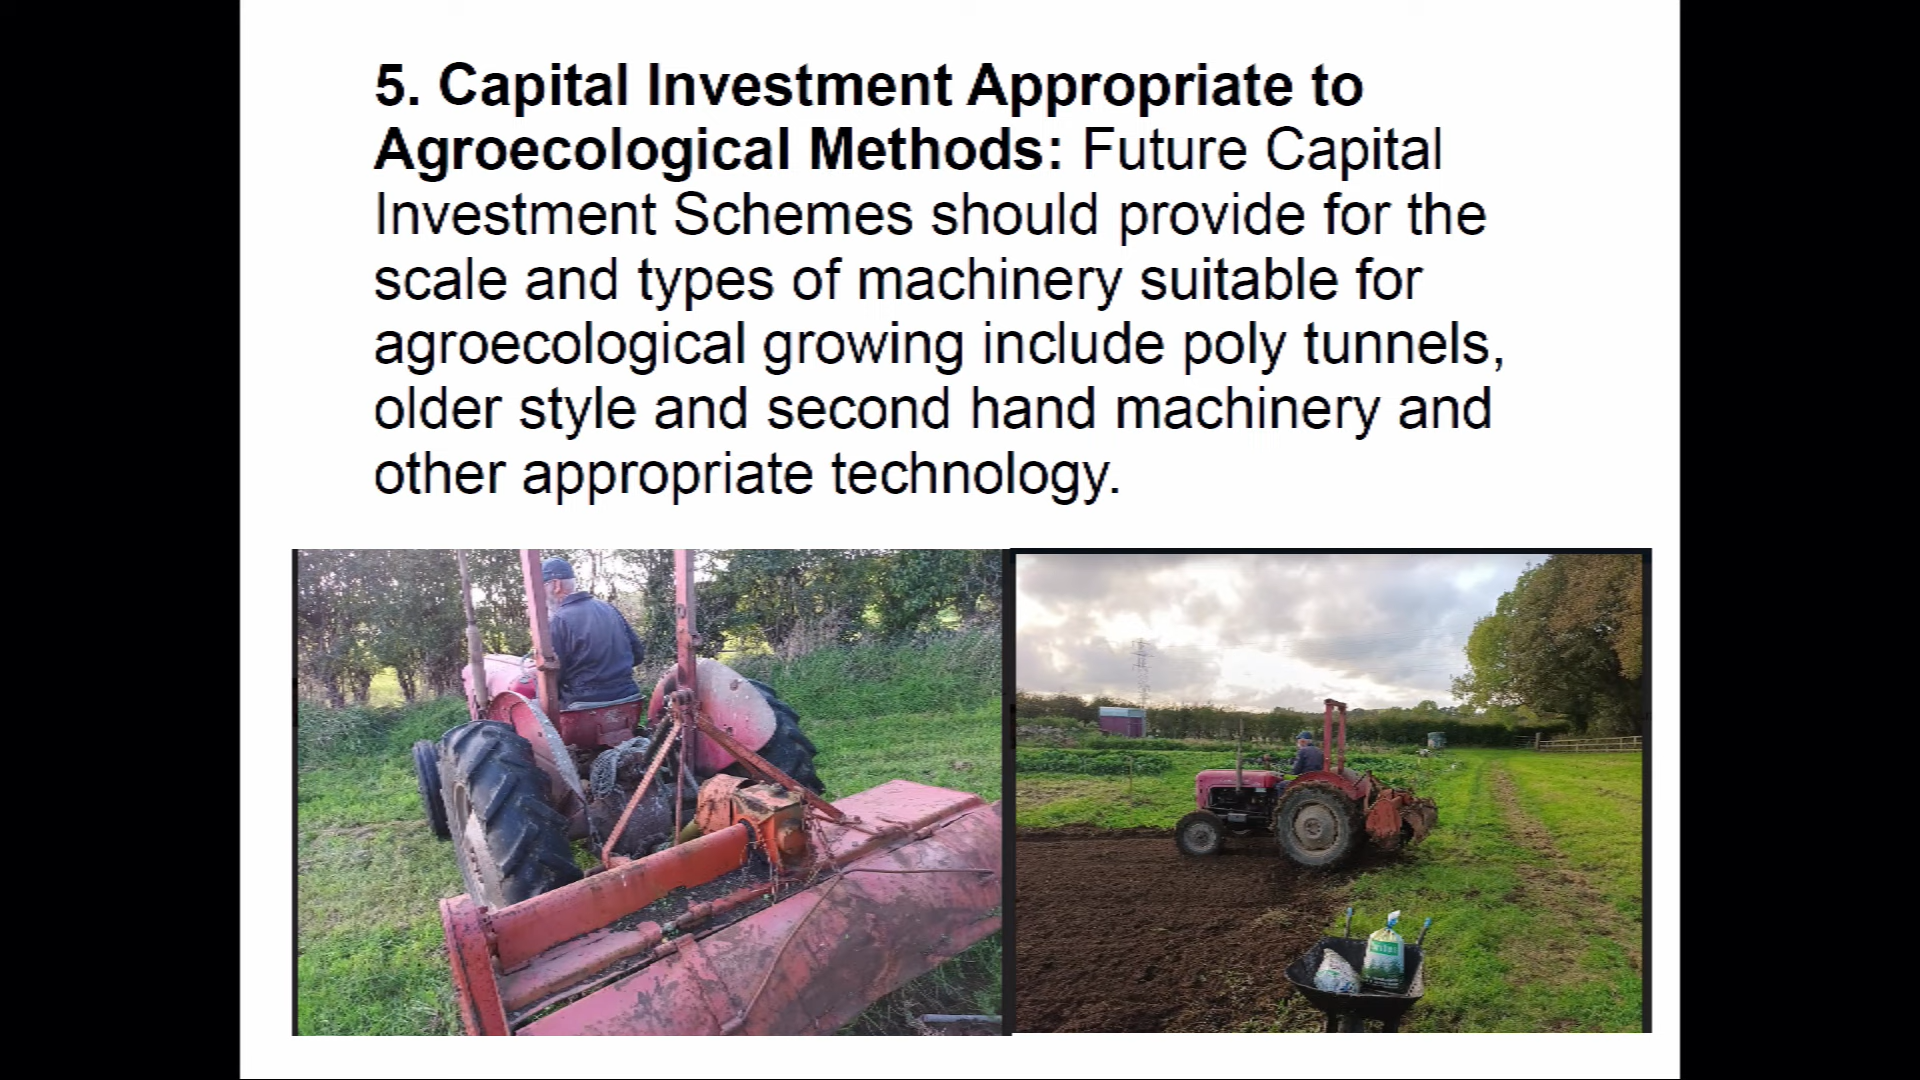 5. Capital Investment Appropriate to
Agroecological Methods: Future Capital
Investment Schemes should provide for the
scale and types of machinery suitable for
agroecological growing include poly tunnels,
older style and second hand machinery and
other appropriate technology.